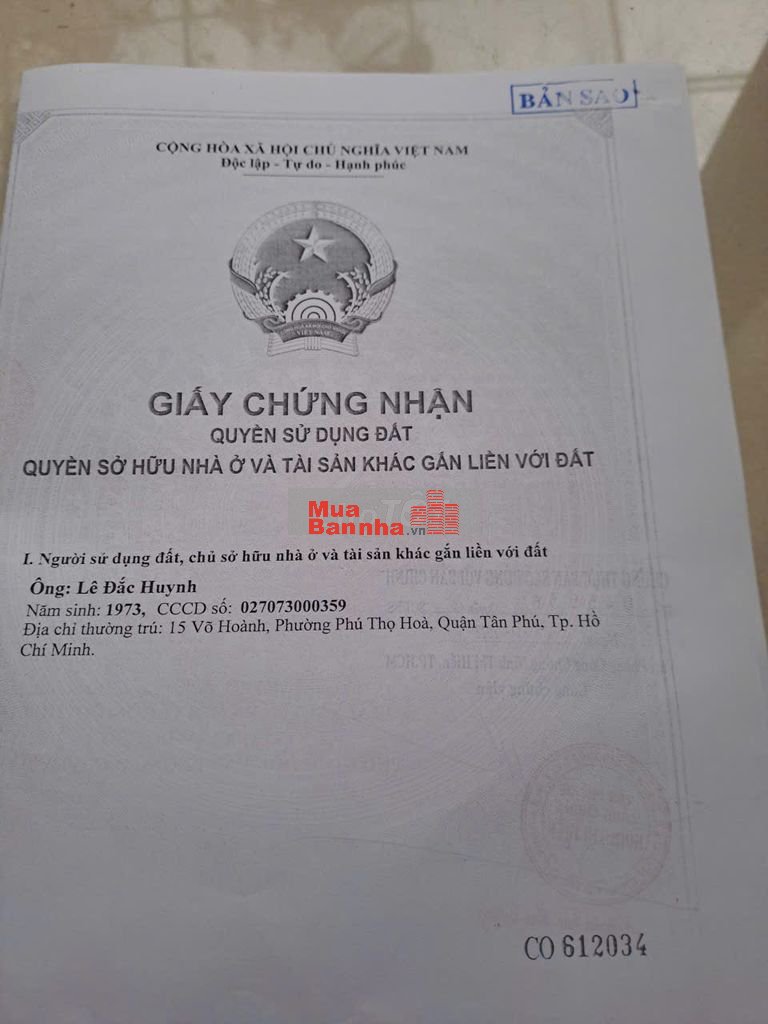 BẢN SAO
CỘNG HÒA XÃ HỘI CHỦ NGHĨA VIỆT NAM
Độc lập - Tự do - Hạnh phúc
VIỆT NAM
GIẤY CHỨNG NHẬN
QUYỀN SỬ DỤNG ĐẤT
QUYỀN SỞ HỮU NHÀ Ở VÀ TÀI SẢN KHÁC GẮN LIỀN VỚI ĐẤT
Mua
Bannha.vn
I. Người sử dụng đất, chủ sở hữu nhà ở và tài sản khác gắn liền với đất
Ông: Lê Đắc Huynh
Năm sinh: 1973, CCCD số: 027073000359
Địa chỉ thường trú: 15 Võ Hoành, Phường Phú Thọ Hoà, Quận Tân Phú, Tp. Hồ
Chí Minh.
CO 612034